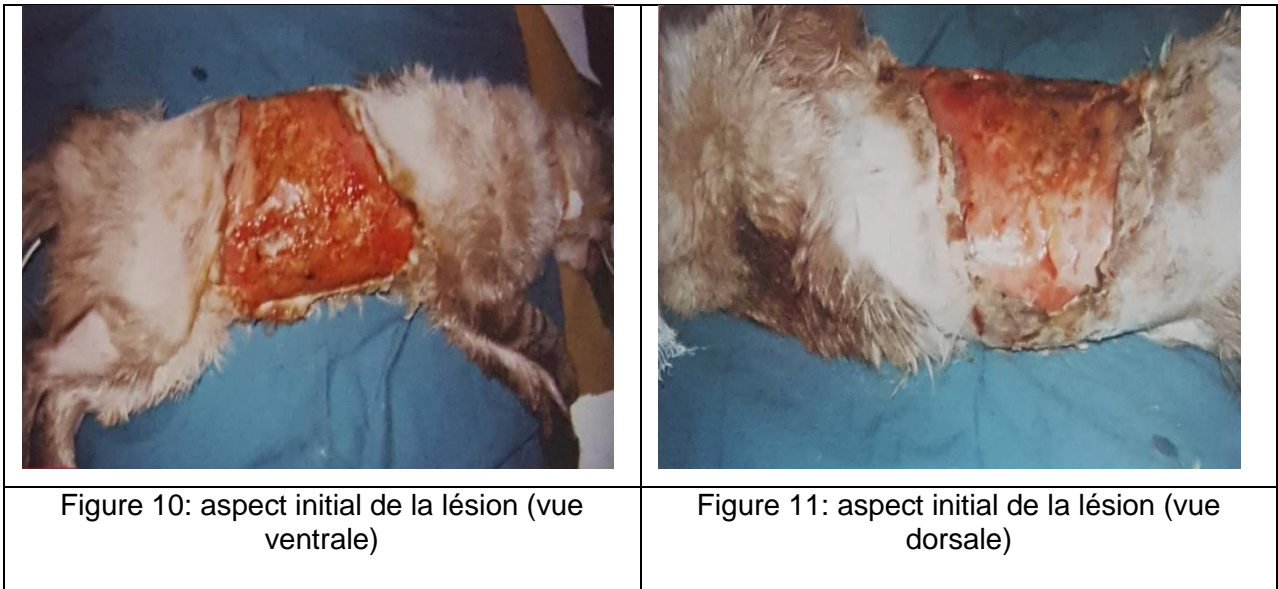 Figure 10: aspect initial de la lésion (vue
ventrale)
Figure 11: aspect initial de la lésion (vue
dorsale)